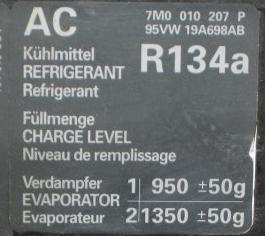 AC
7M0 010 207 P
95VW 19A698AB
Kühlmittel
REFRIGERANT
Refrigerant
R134a
Füllmenge
CHARGE LEVEL
Niveau de remplissage
Verdampfer
EVAPORATOR
Evaporateur
1 950 ±50g
2 1350 ±50g